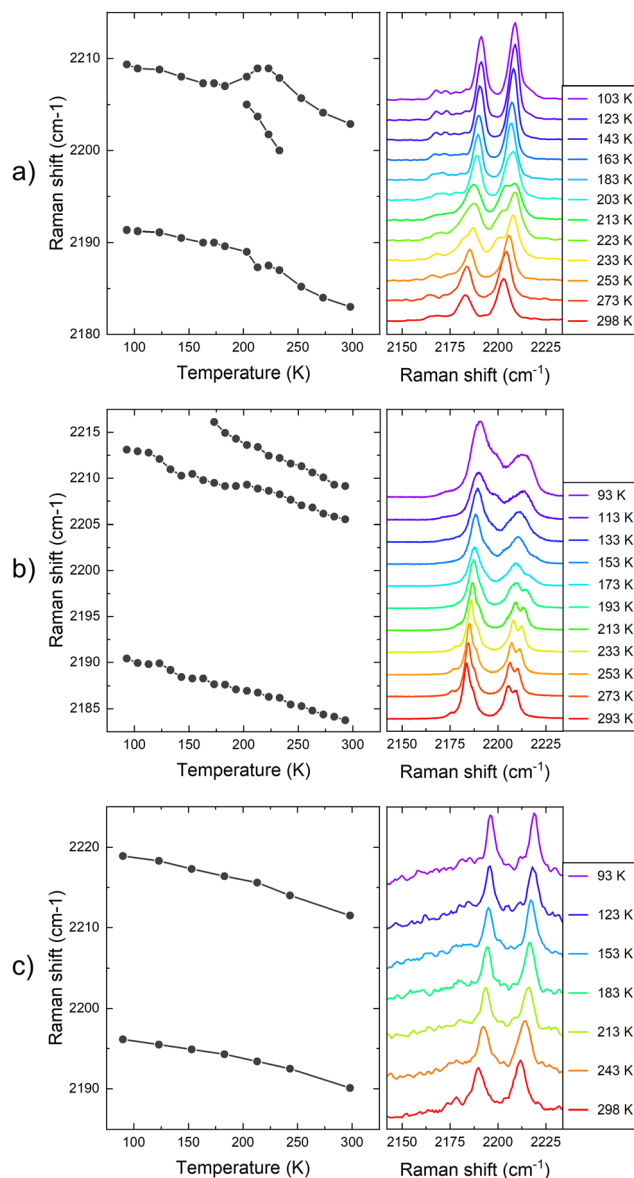 a)
Raman shift (cm-1)
2210
2200
2190
2180
100 150 200 250 300
Temperature (K)
2150 2175 2200 2225
Raman shift (cm⁻¹)
103 K
123 K
143 K
163 K
183 K
203 K
213 K
223 K
233 K
253 K
273 K
298 K
b)
Raman shift (cm-1)
2215
2210
2205
2200
2195
2190
2185
100 150 200 250 300
Temperature (K)
2150 2175 2200 2225
Raman shift (cm⁻¹)
93 K
113 K
133 K
153 K
173 K
193 K
213 K
233 K
253 K
273 K
293 K
c)
Raman shift (cm-1)
2220
2210
2200
2190
100 150 200 250 300
Temperature (K)
2150 2175 2200 2225
Raman shift (cm⁻¹)
93 K
123 K
153 K
183 K
213 K
243 K
298 K